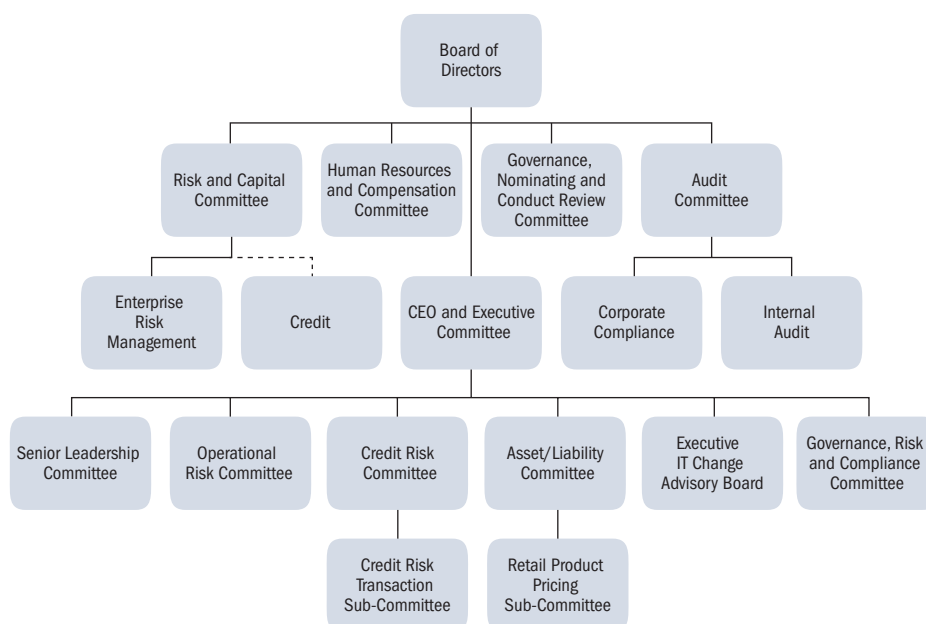 Board of
Directors
Risk and Capital
Committee
Human Resources
and Compensation
Committee
Governance,
Nominating and
Conduct Review
Committee
Audit
Committee
Enterprise
Risk
Management
Credit
CEO and Executive
Committee
Corporate
Compliance
Internal
Audit
Senior Leadership
Committee
Operational
Risk Committee
Credit Risk
Committee
Asset/Liability
Committee
Executive
IT Change
Advisory Board
Governance, Risk
and Compliance
Committee
Credit Risk
Transaction
Sub-Committee
Retail Product
Pricing
Sub-Committee